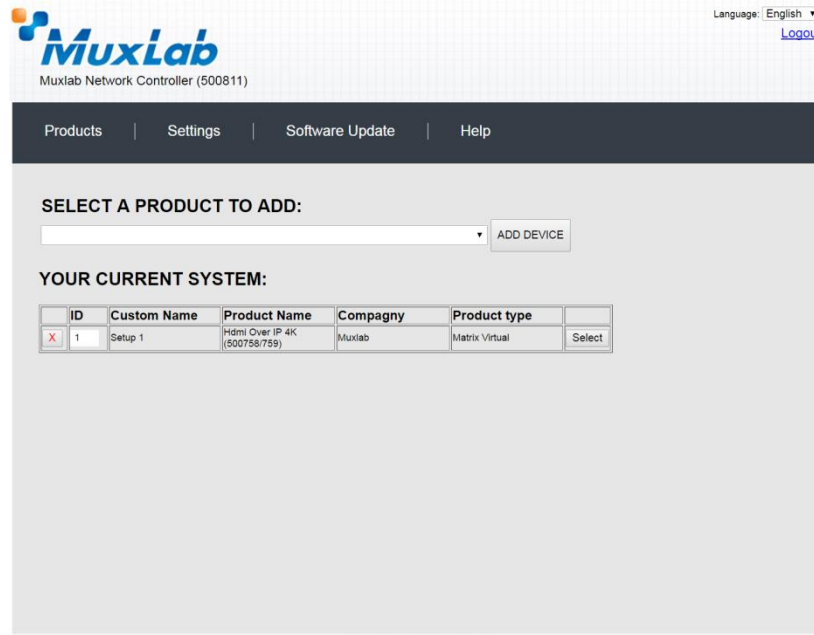 Language: English
Logou
MuxLab
Muxlab Network Controller (500811)
Products | Settings | Software Update | Help
SELECT A PRODUCT TO ADD:
ADD DEVICE
YOUR CURRENT SYSTEM:
ID Custom Name Product Name Compagny Product type
X 1 Setup 1 Hdmi Over IP 4K Muxlab Matrix Virtual Select
(500758/759)